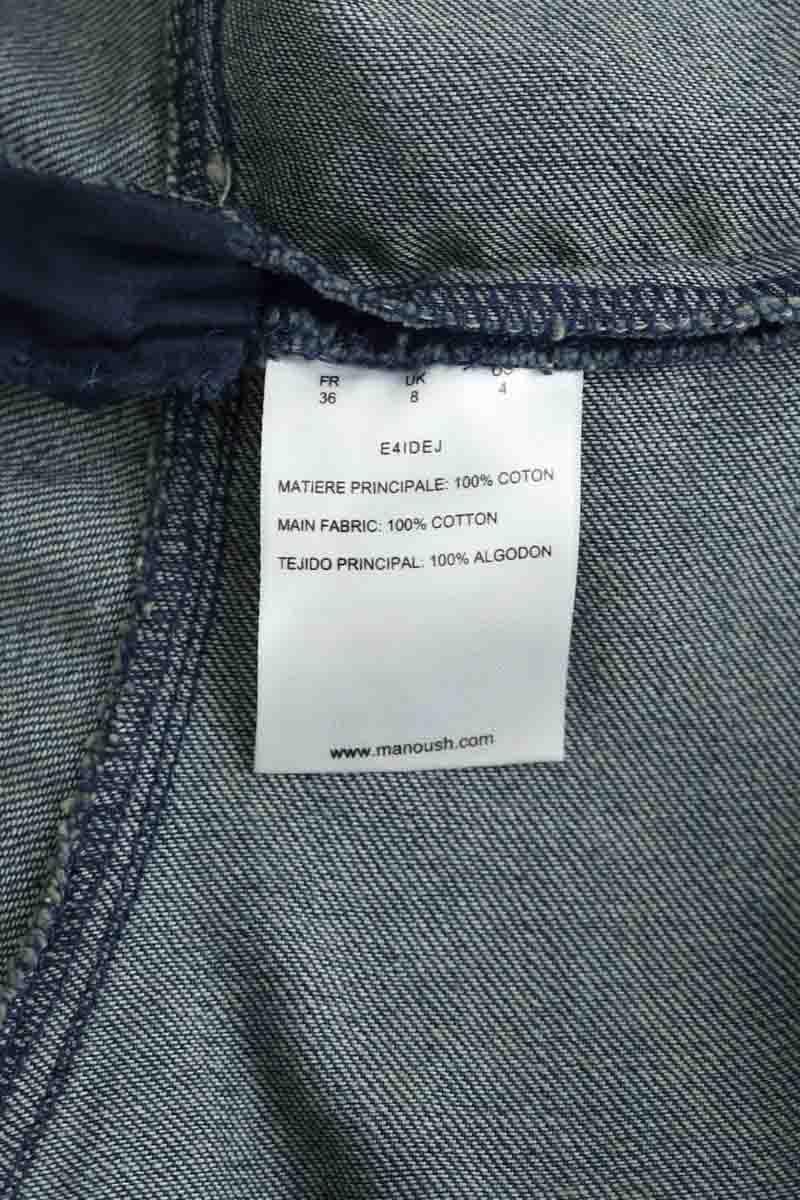 FR UK US
36 8 4
E4IDEJ
MATIERE PRINCIPALE: 100% COTON
MAIN FABRIC: 100% COTTON
TEJIDO PRINCIPAL: 100% ALGODON
www.manoush.com